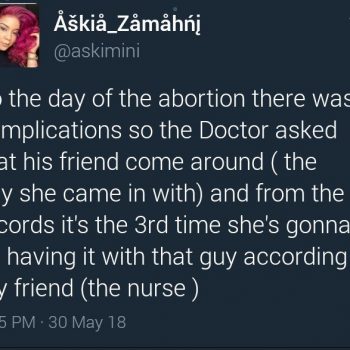 Åškiå_Zåmåhńį
@askimini
o the day of the abortion there was
mplications so the Doctor asked
at his friend come around ( the
y she came in with) and from the
cords it's the 3rd time she's gonna
having it with that guy according
y friend (the nurse )
5 PM · 30 May 18